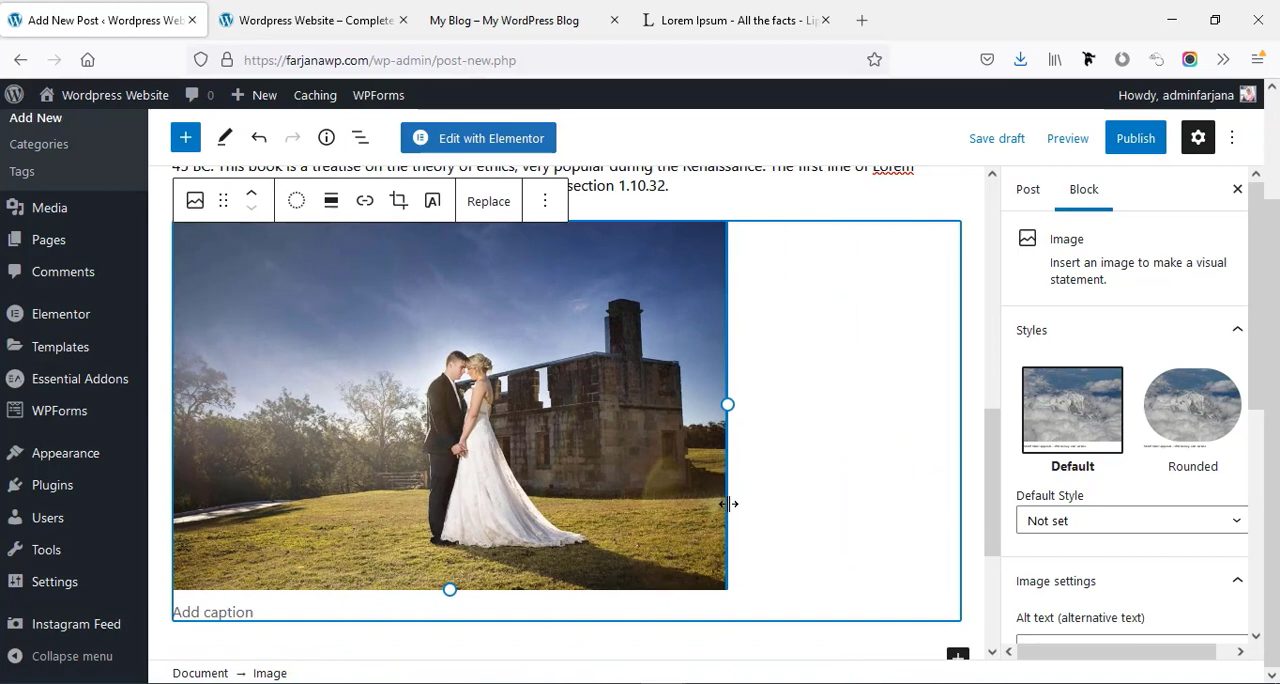 Add New Post ‹ Wordpress Web
Wordpress Website – Complete
My Blog – My WordPress Blog
Lorem Ipsum - All the facts - Lip
https://farjanawp.com/wp-admin/post-new.php
Wordpress Website
0
New
Caching
WPForms
Howdy, adminfarjana
Add New
Categories
Tags
Media
Pages
Comments
Elementor
Templates
Essential Addons
WPForms
Appearance
Plugins
Users
Tools
Settings
Instagram Feed
Collapse menu
Edit with Elementor
Save draft
Preview
Publish
45 BC. This book is a treatise on the theory of ethics, very popular during the Renaissance. The first line of Lorem
section 1.10.32.
Replace
Add caption
Document → Image
Post
Block
Image
Insert an image to make a visual
statement.
Styles
Default
Rounded
Default Style
Not set
Image settings
Alt text (alternative text)